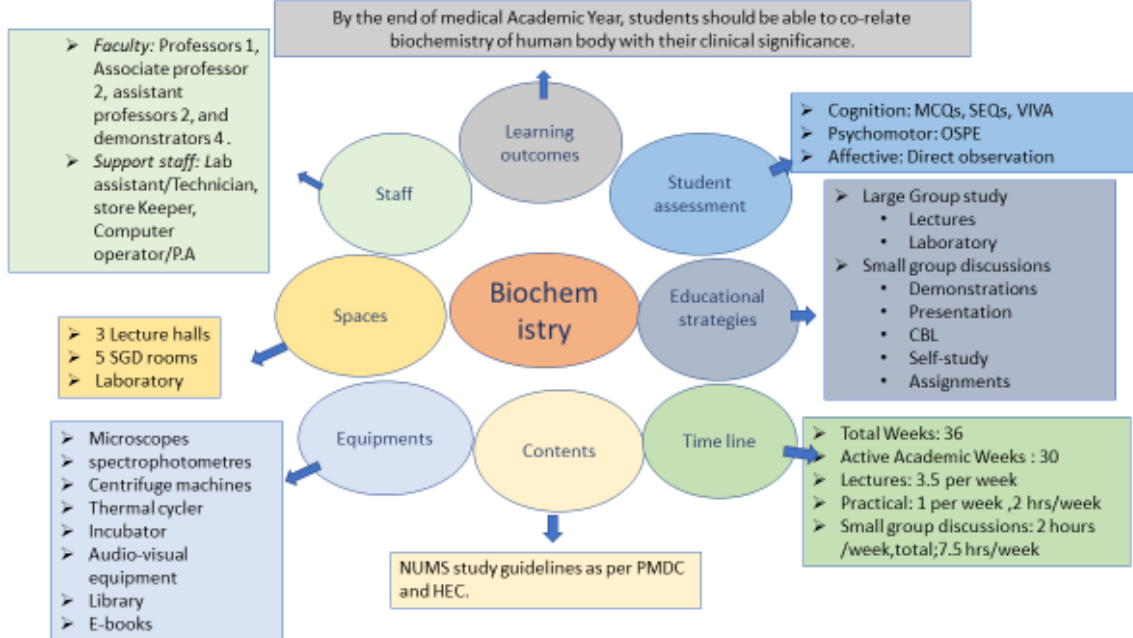 By the end of medical Academic Year, students should be able to co-relate
biochemistry of human body with their clinical significance.
➢ Faculty: Professors 1,
Associate professor
2, assistant
professors 2, and
demonstrators 4 .
➢ Support staff: Lab
assistant/Technician,
store Keeper,
Computer
operator/P.A
Learning
outcomes
Staff
Student
assessment
➢ Cognition: MCQs, SEQs, VIVA
➢ Psychomotor: OSPE
➢ Affective: Direct observation
Spaces
Biochem
istry
Educational
strategies
➢ Large Group study
• Lectures
• Laboratory
➢ Small group discussions
• Demonstrations
• Presentation
• CBL
• Self-study
• Assignments
➢ 3 Lecture halls
➢ 5 SGD rooms
➢ Laboratory
Equipments
Contents
Time line
➢ Microscopes
➢ spectrophotometres
➢ Centrifuge machines
➢ Thermal cycler
➢ Incubator
➢ Audio-visual
equipment
➢ Library
➢ E-books
➢ Total Weeks: 36
➢ Active Academic Weeks : 30
➢ Lectures: 3.5 per week
➢ Practical: 1 per week ,2 hrs/week
➢ Small group discussions: 2 hours
/week,total;7.5 hrs/week
NUMS study guidelines as per PMDC
and HEC.